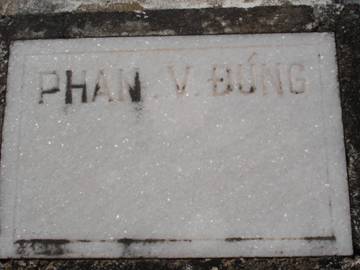 PHAN . V . ĐÚNG